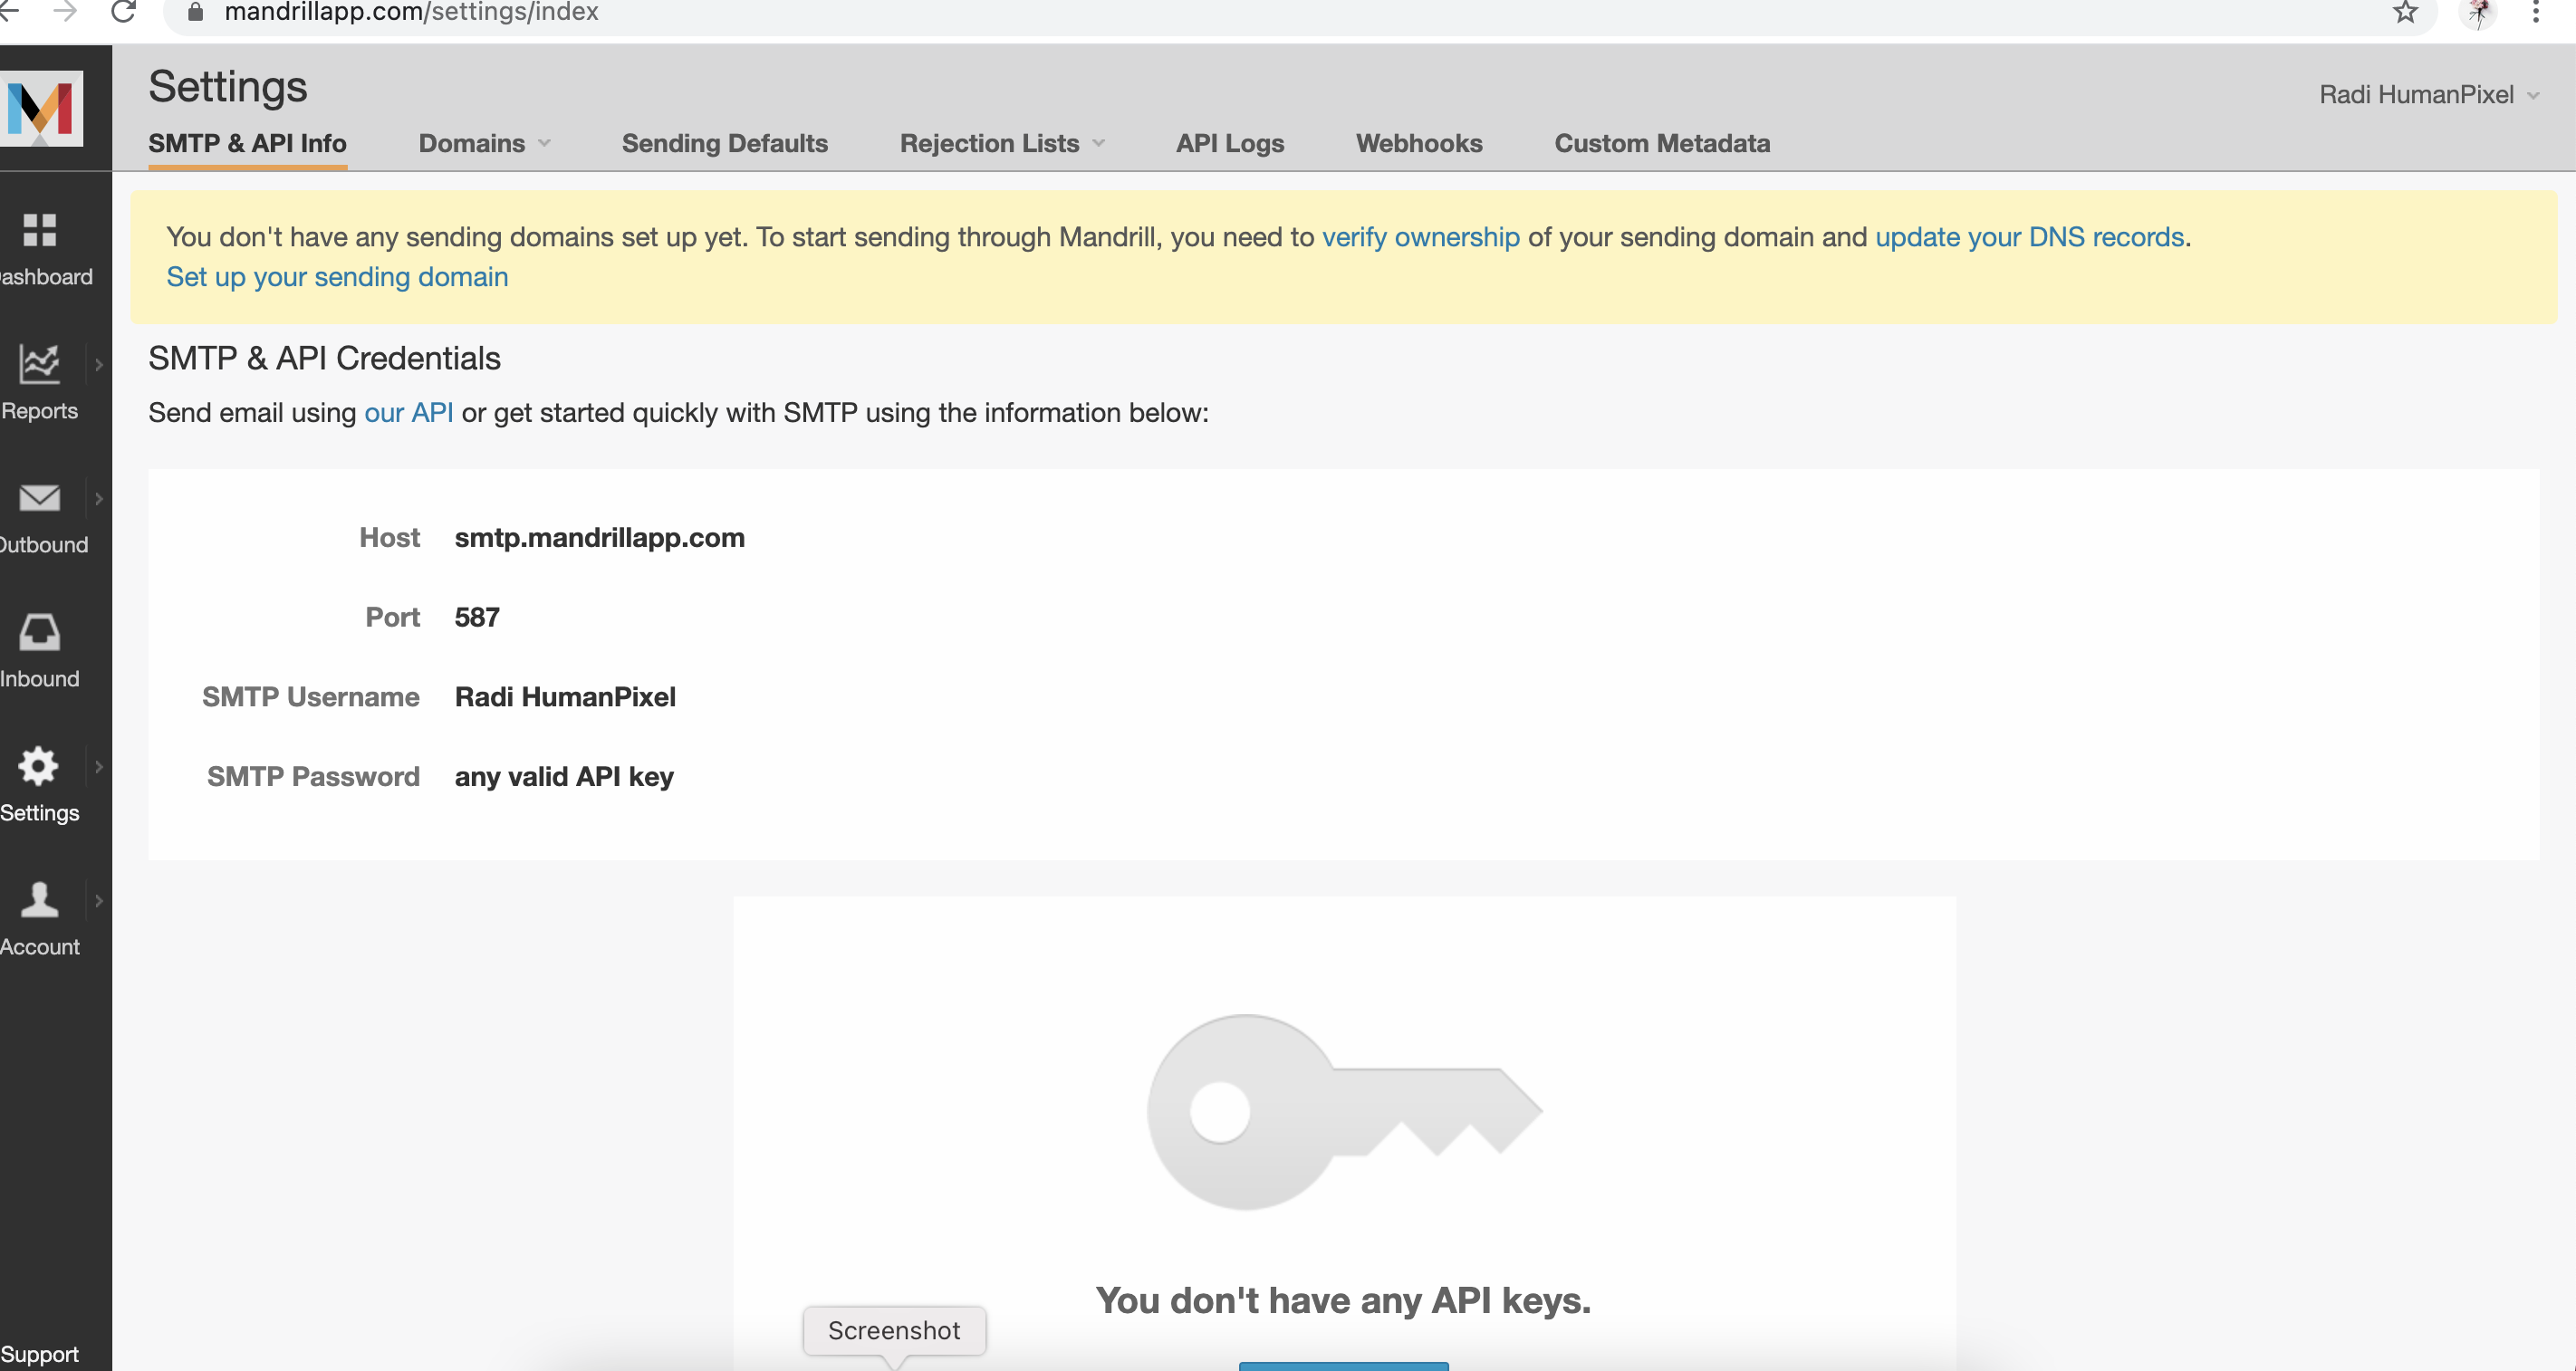 mandrillapp.com/settings/index
Settings
Radi HumanPixel
SMTP & API Info Domains Sending Defaults Rejection Lists API Logs Webhooks Custom Metadata
You don't have any sending domains set up yet. To start sending through Mandrill, you need to verify ownership of your sending domain and update your DNS records.
Set up your sending domain
ashboard
Reports
Outbound
Inbound
Settings
Account
Support
SMTP & API Credentials
Send email using our API or get started quickly with SMTP using the information below:
Host smtp.mandrillapp.com
Port 587
SMTP Username Radi HumanPixel
SMTP Password any valid API key
You don't have any API keys.
Screenshot